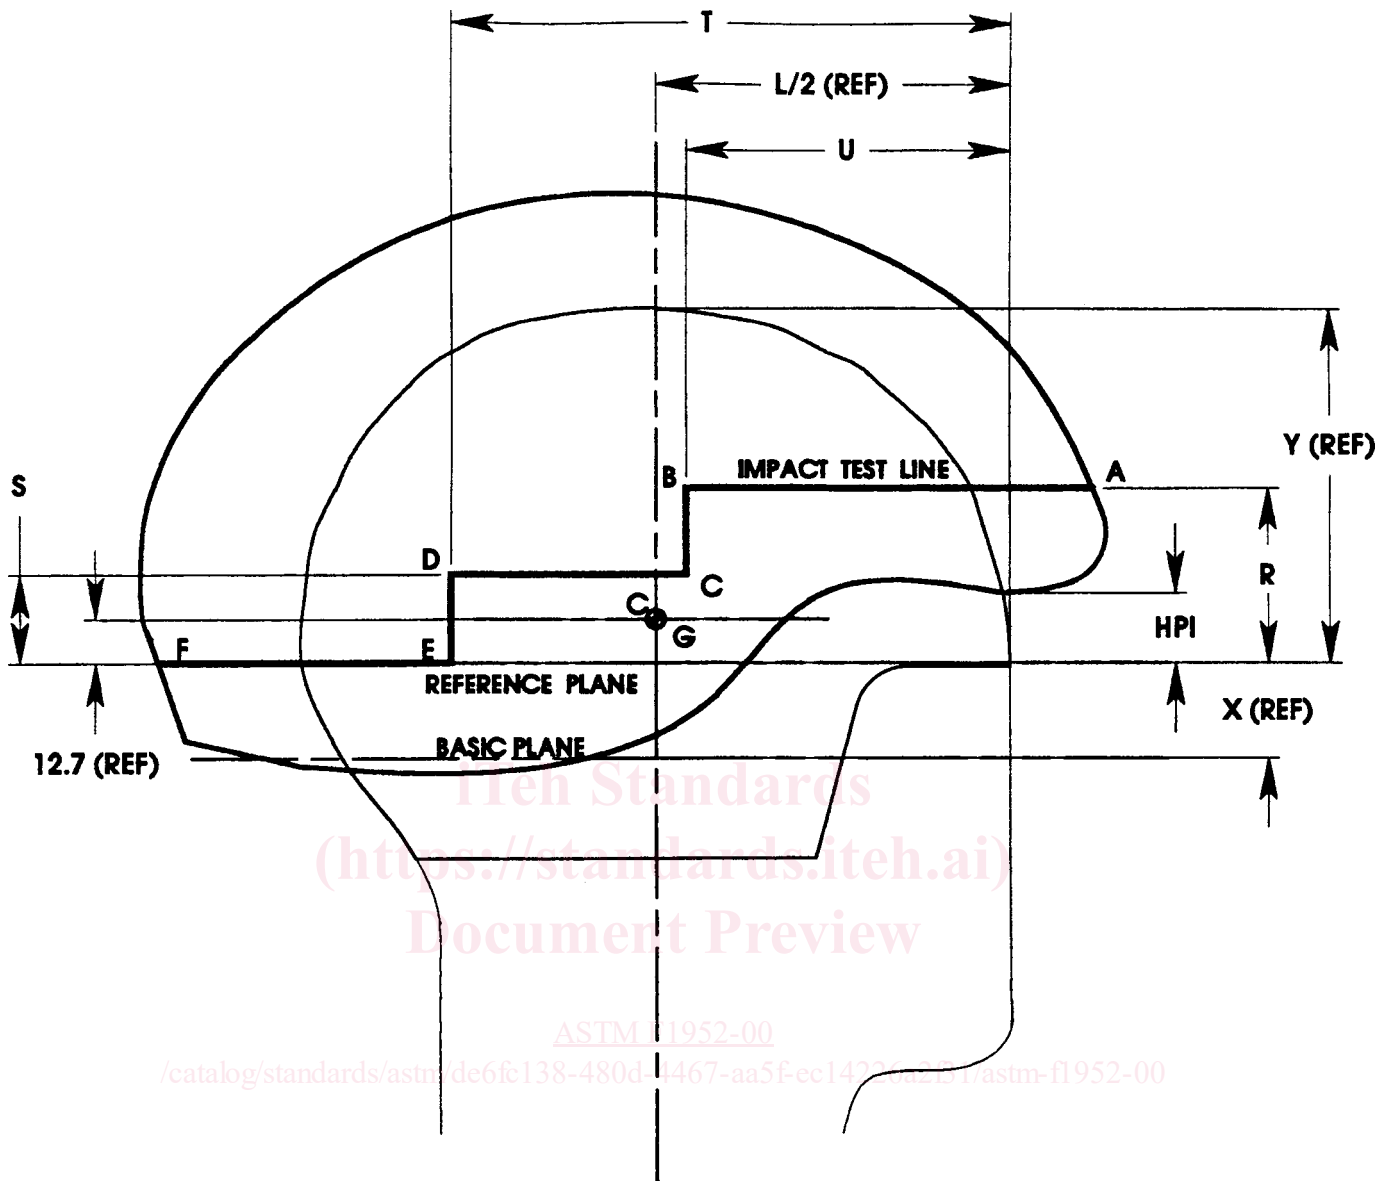 T
L/2 (REF)
U
Y (REF)
S
B
IMPACT TEST LINE
A
D
C
R
C
G
HPI
F
E
REFERENCE PLANE
X (REF)
BASIC PLANE
12.7 (REF)
iTeh Standards
(https://standards.iteh.ai)
Document Preview
ASTM F1952-00
/catalog/standards/astm/de6fc138-480d-4467-aa5f-ec14226a2f31/astm-f1952-00